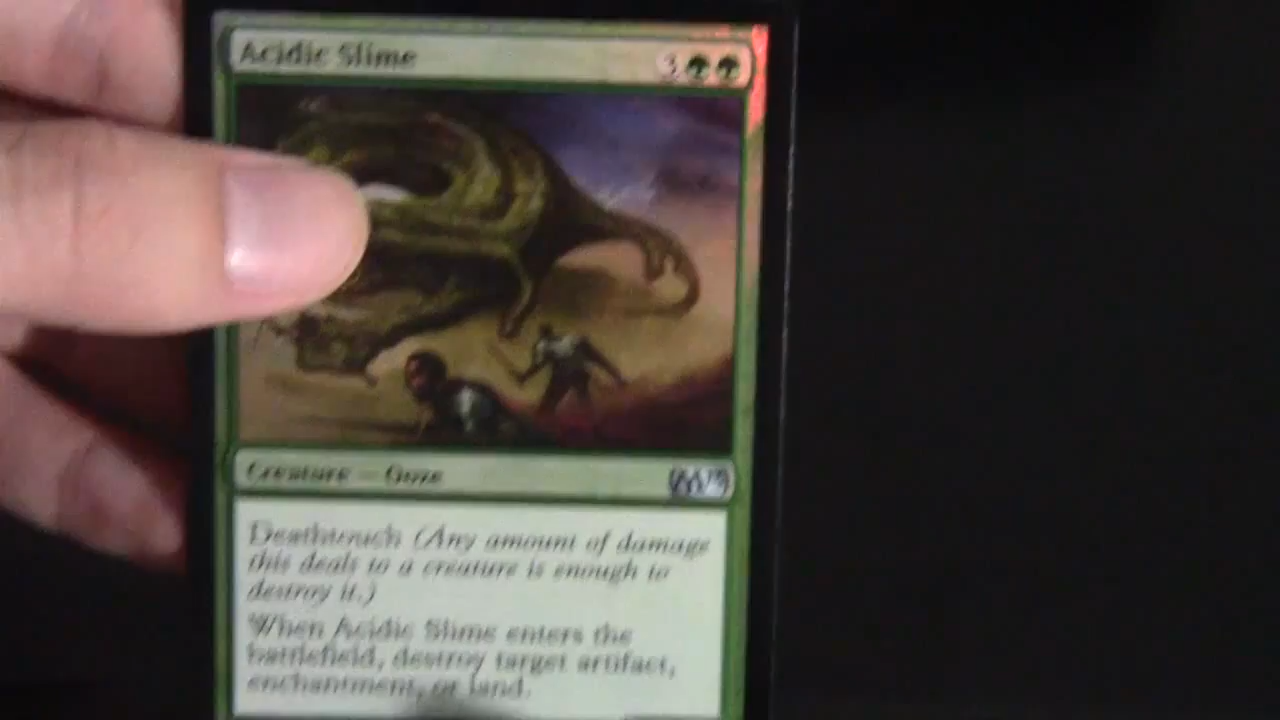 Acidic Slime 3
Creature — Ooze
Deathtouch (Any amount of damage
this deals to a creature is enough to
destroy it.)
When Acidic Slime enters the
battlefield, destroy target artifact,
enchantment, or land.